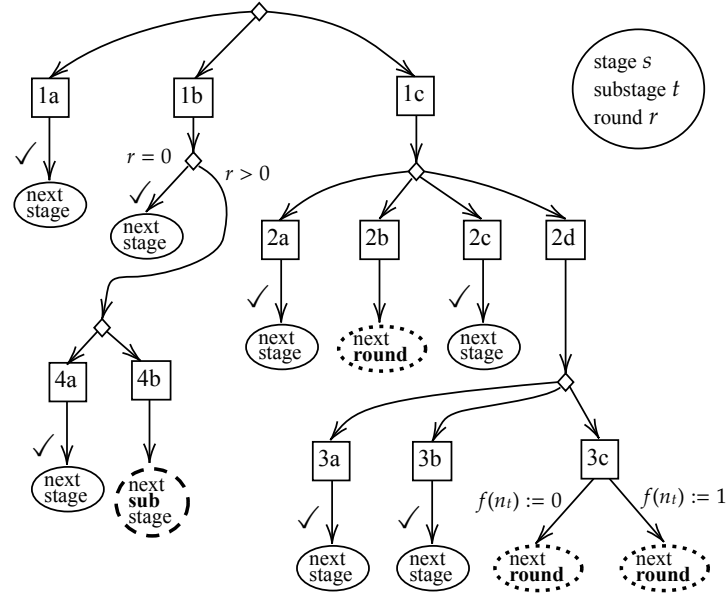 1a
1b
1c
stage s
substage t
round r
✓
r = 0
r > 0
✓
next
stage
next
stage
2a
2b
2c
2d
✓
✓
next
stage
next
round
next
stage
4a
4b
✓
next
stage
next
sub
stage
3a
3b
3c
✓
✓
f(nₜ) := 0
f(nₜ) := 1
next
stage
next
stage
next
round
next
round